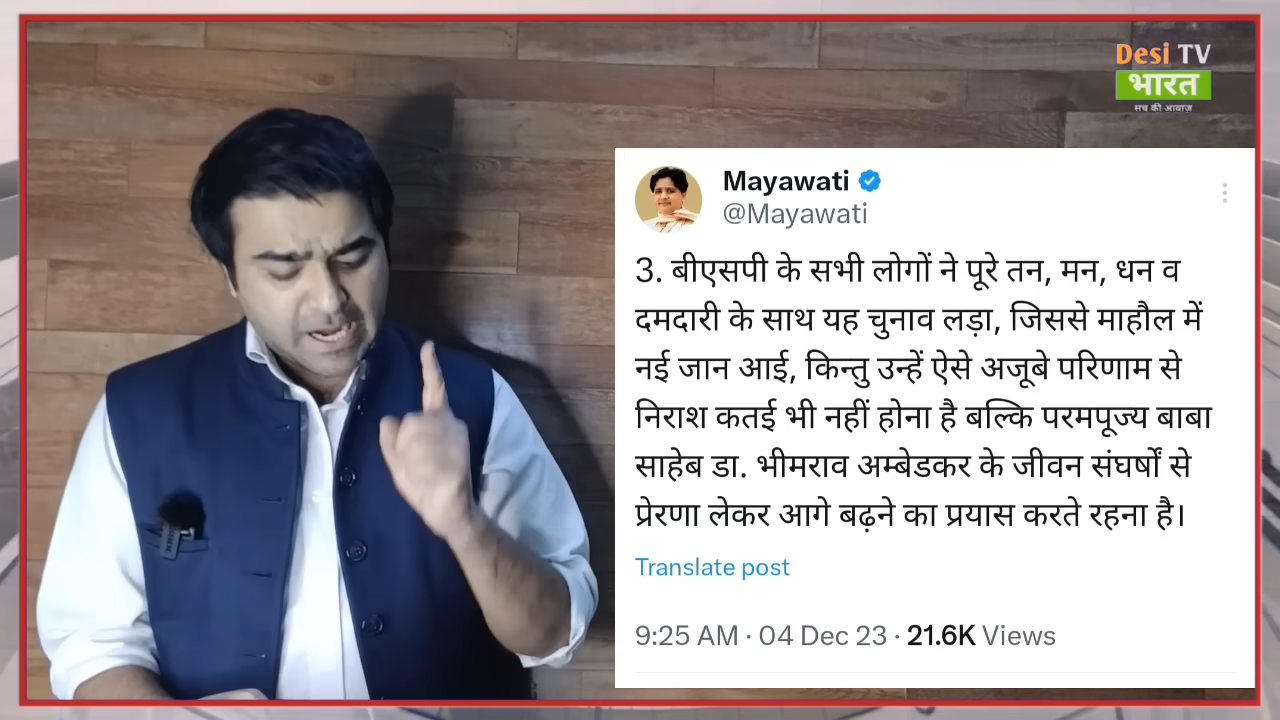 Desi TV
भारत
सच की आवाज़
Mayawati
@Mayawati
3. बीएसपी के सभी लोगों ने पूरे तन, मन, धन व
दमदारी के साथ यह चुनाव लड़ा, जिससे माहौल में
नई जान आई, किन्तु उन्हें ऐसे अजूबे परिणाम से
निराश कतई भी नहीं होना है बल्कि परमपूज्य बाबा
साहेब डा. भीमराव अम्बेडकर के जीवन संघर्षों से
प्रेरणा लेकर आगे बढ़ने का प्रयास करते रहना है।
Translate post
9:25 AM · 04 Dec 23 · 21.6K Views